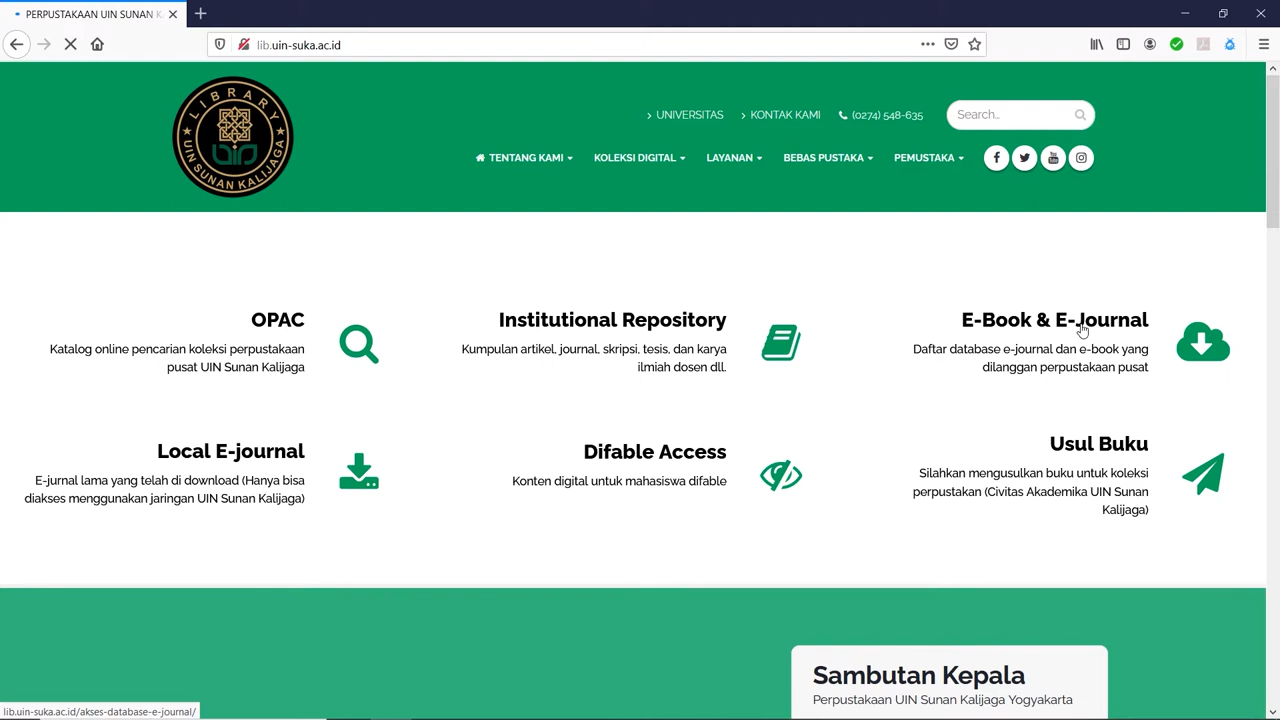 PERPUSTAKAAN UIN SUNAN K
lib.uin-suka.ac.id
LIBRARY
UIN SUNAN KALIJAGA
uin
UNIVERSITAS
KONTAK KAMI
(0274) 548-635
Search...
TENTANG KAMI
KOLEKSI DIGITAL
LAYANAN
BEBAS PUSTAKA
PEMUSTAKA
OPAC
Katalog online pencarian koleksi perpustakaan
pusat UIN Sunan Kalijaga
Institutional Repository
Kumpulan artikel, journal, skripsi, tesis, dan karya
ilmiah dosen dll.
E-Book & E-Journal
Daftar database e-journal dan e-book yang
dilanggan perpustakaan pusat
Local E-journal
E-jurnal lama yang telah di download (Hanya bisa
diakses menggunakan jaringan UIN Sunan Kalijaga)
Difable Access
Konten digital untuk mahasiswa difable
Usul Buku
Silahkan mengusulkan buku untuk koleksi
perpustakan (Civitas Akademika UIN Sunan
Kalijaga)
Sambutan Kepala
Perpustakaan UIN Sunan Kalijaga Yogyakarta
lib.uin-suka.ac.id/akses-database-e-journal/